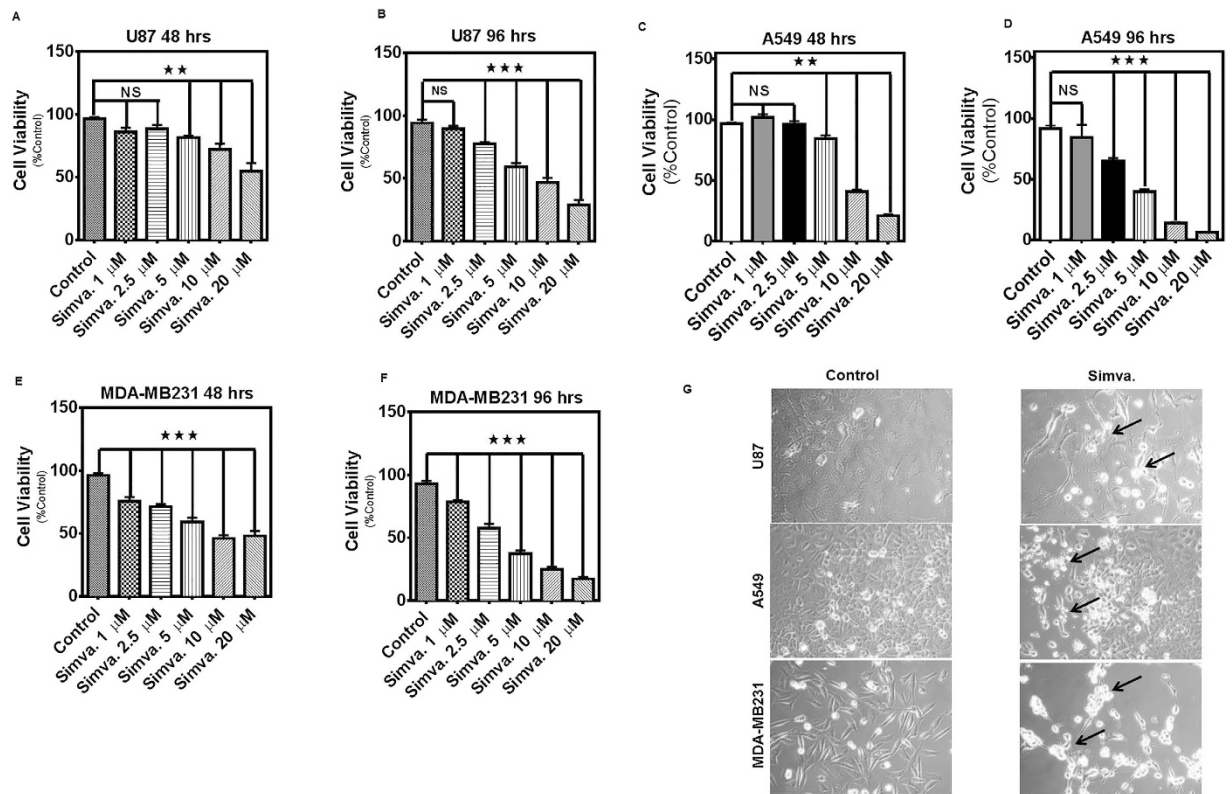 A
U87 48 hrs
150
100
50
0
Cell Viability
(%Control)
NS
★★
Control
Simva. 1 μM
Simva. 2.5 μM
Simva. 5 μM
Simva. 10 μM
Simva. 20 μM
B
U87 96 hrs
150
100
50
0
Cell Viability
(%Control)
NS
★★★
Control
Simva. 1 μM
Simva. 2.5 μM
Simva. 5 μM
Simva. 10 μM
Simva. 20 μM
C
A549 48 hrs
150
100
50
0
Cell Viability
(%Control)
NS
★★
Control
Simva. 1 μM
Simva. 2.5 μM
Simva. 5 μM
Simva. 10 μM
Simva. 20 μM
D
A549 96 hrs
150
100
50
0
Cell Viability
(%Control)
NS
★★★
Control
Simva. 1 μM
Simva. 2.5 μM
Simva. 5 μM
Simva. 10 μM
Simva. 20 μM
E
MDA-MB231 48 hrs
150
100
50
0
Cell Viability
(%Control)
★★★
Control
Simva. 1 μM
Simva. 2.5 μM
Simva. 5 μM
Simva. 10 μM
Simva. 20 μM
F
MDA-MB231 96 hrs
150
100
50
0
Cell Viability
(%Control)
★★★
Control
Simva. 1 μM
Simva. 2.5 μM
Simva. 5 μM
Simva. 10 μM
Simva. 20 μM
G
Control
Simva.
U87
A549
MDA-MB231